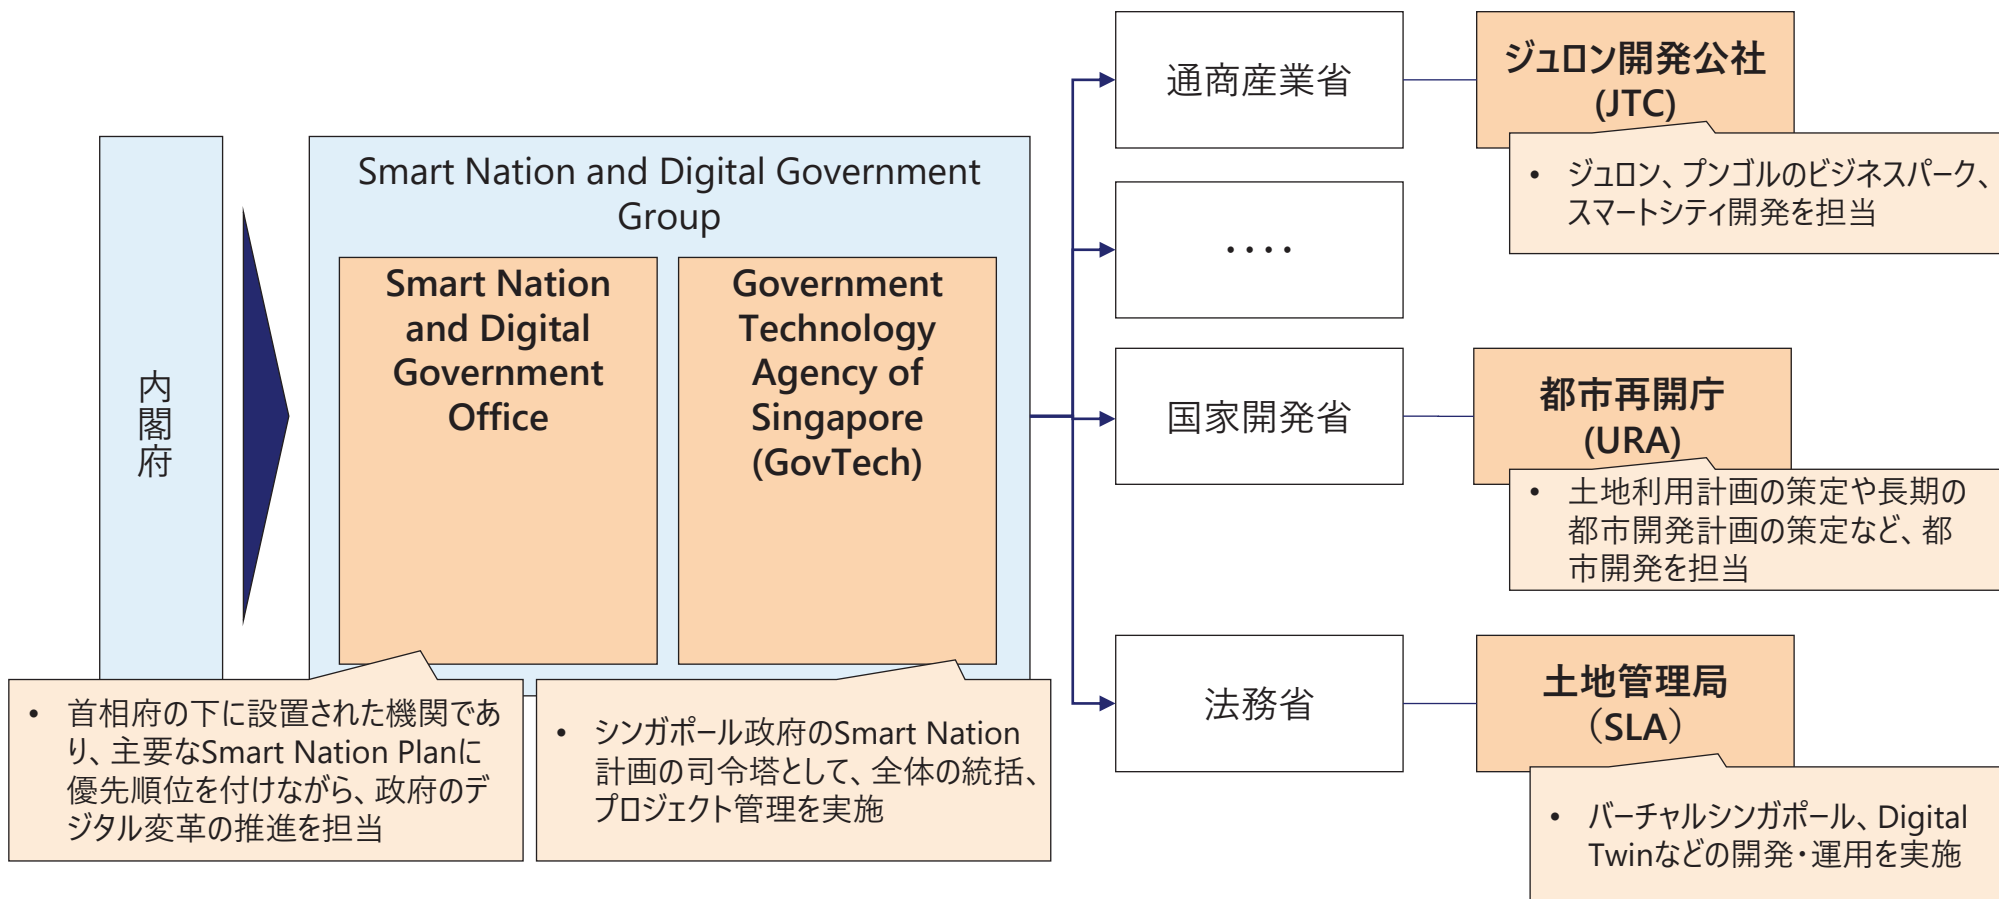 内閣府
Smart Nation and Digital Government
Group
Smart Nation
and Digital
Government
Office
Government
Technology
Agency of
Singapore
(GovTech)
• 首相府の下に設置された機関であ
り、主要なSmart Nation Planに
優先順位を付けながら、政府のデ
ジタル変革の推進を担当
• シンガポール政府のSmart Nation
計画の司令塔として、全体の統括、
プロジェクト管理を実施
通商産業省
ジュロン開発公社
(JTC)
• ジュロン、プンゴルのビジネスパーク、
スマートシティ開発を担当
・・・・
国家開発省
都市再開庁
(URA)
• 土地利用計画の策定や長期の
都市開発計画の策定など、都
市開発を担当
法務省
土地管理局
（SLA）
• バーチャルシンガポール、Digital
Twinなどの開発・運用を実施